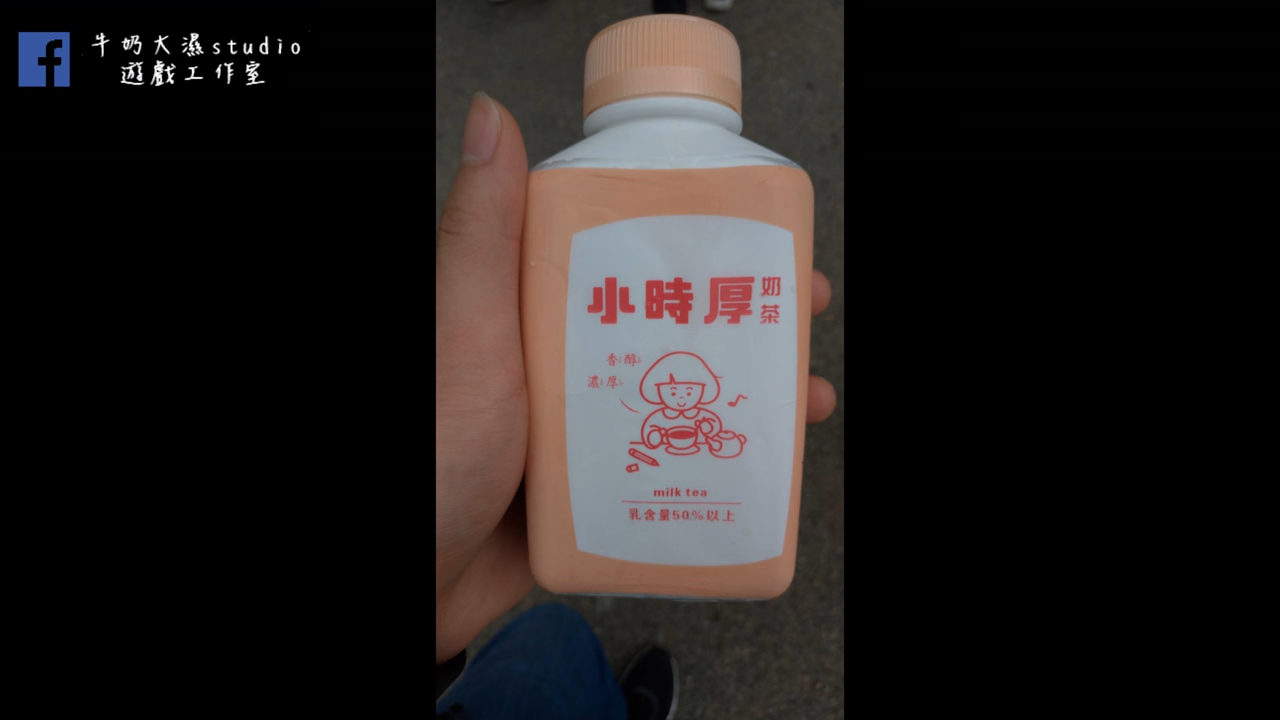 牛奶大濕studio
遊戲工作室
小時厚奶茶
香醇
濃厚
milk tea
乳含量50%以上